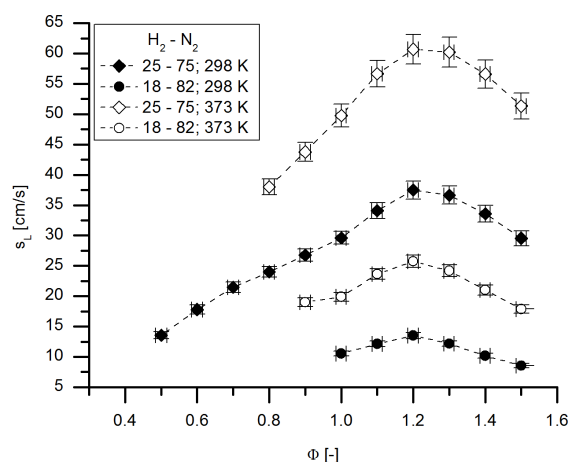 65
60
55
50
45
40
35
30
25
20
15
10
5
s_L [cm/s]
H₂ - N₂
25 - 75; 298 K
18 - 82; 298 K
25 - 75; 373 K
18 - 82; 373 K
0.4 0.6 0.8 1.0 1.2 1.4 1.6
Φ [-]